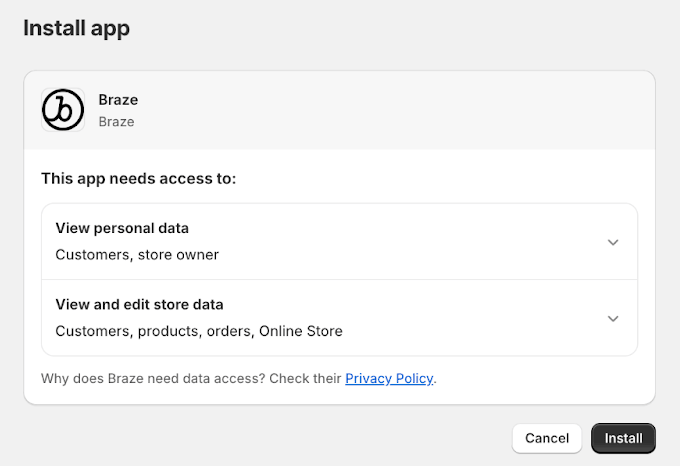 Install app
Braze
Braze
This app needs access to:
View personal data
Customers, store owner
View and edit store data
Customers, products, orders, Online Store
Why does Braze need data access? Check their Privacy Policy.
Cancel
Install